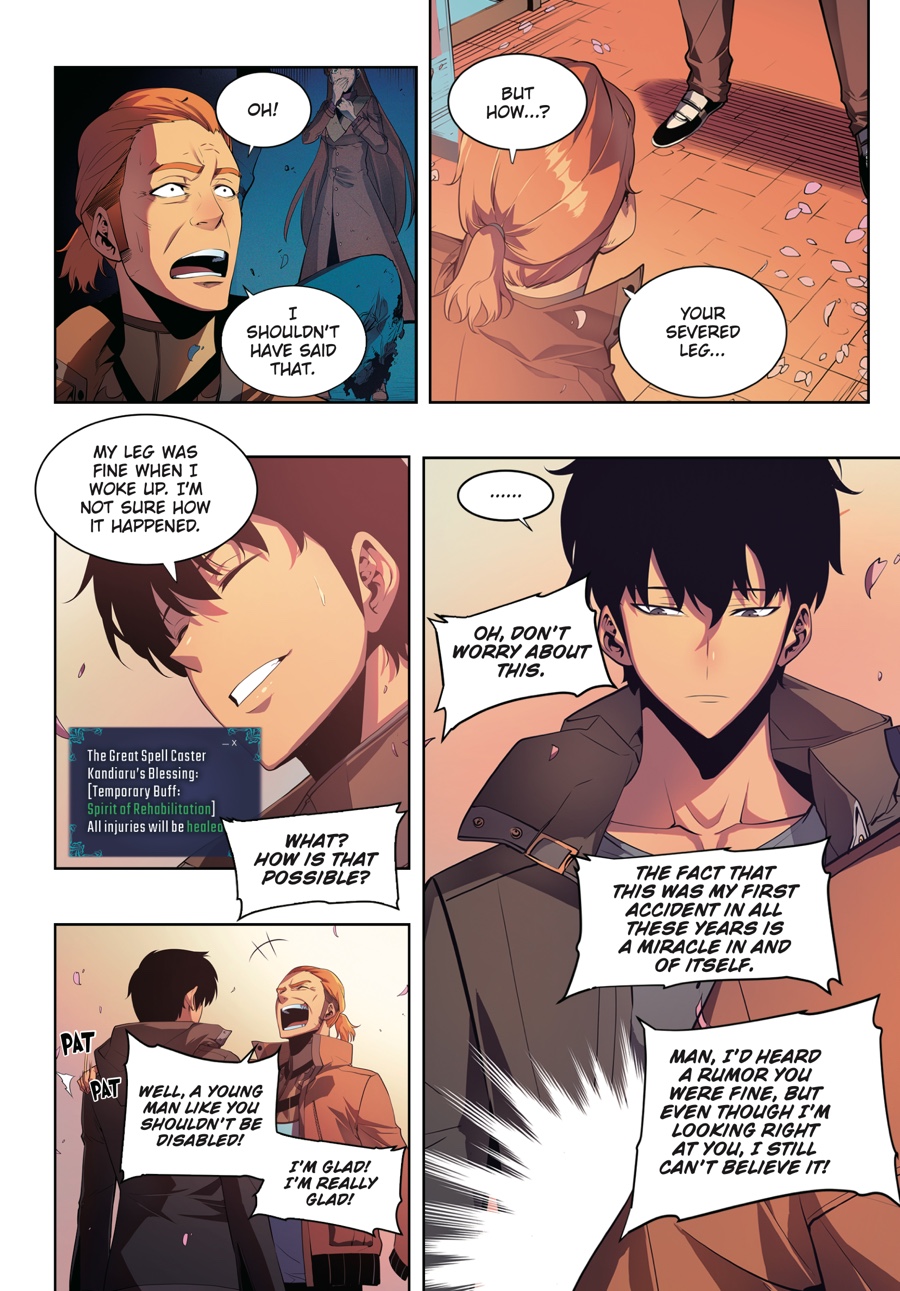 OH!
I
SHOULDN'T
HAVE SAID
THAT.
BUT
HOW...?
YOUR
SEVERED
LEG...
MY LEG WAS
FINE WHEN I
WOKE UP. I'M
NOT SURE HOW
IT HAPPENED.
— X
The Great Spell Caster
Kandiaru's Blessing:
[Temporary Buff:
Spirit of Rehabilitation]
All injuries will be healed
WHAT?
HOW IS THAT
POSSIBLE?
......
OH, DON'T
WORRY ABOUT
THIS.
THE FACT THAT
THIS WAS MY FIRST
ACCIDENT IN ALL
THESE YEARS IS
A MIRACLE IN AND
OF ITSELF.
MAN, I'D HEARD
A RUMOR YOU
WERE FINE, BUT
EVEN THOUGH I'M
LOOKING RIGHT
AT YOU, I STILL
CAN'T BELIEVE IT!
PAT
PAT
WELL, A YOUNG
MAN LIKE YOU
SHOULDN'T BE
DISABLED!
I'M GLAD!
I'M REALLY
GLAD!